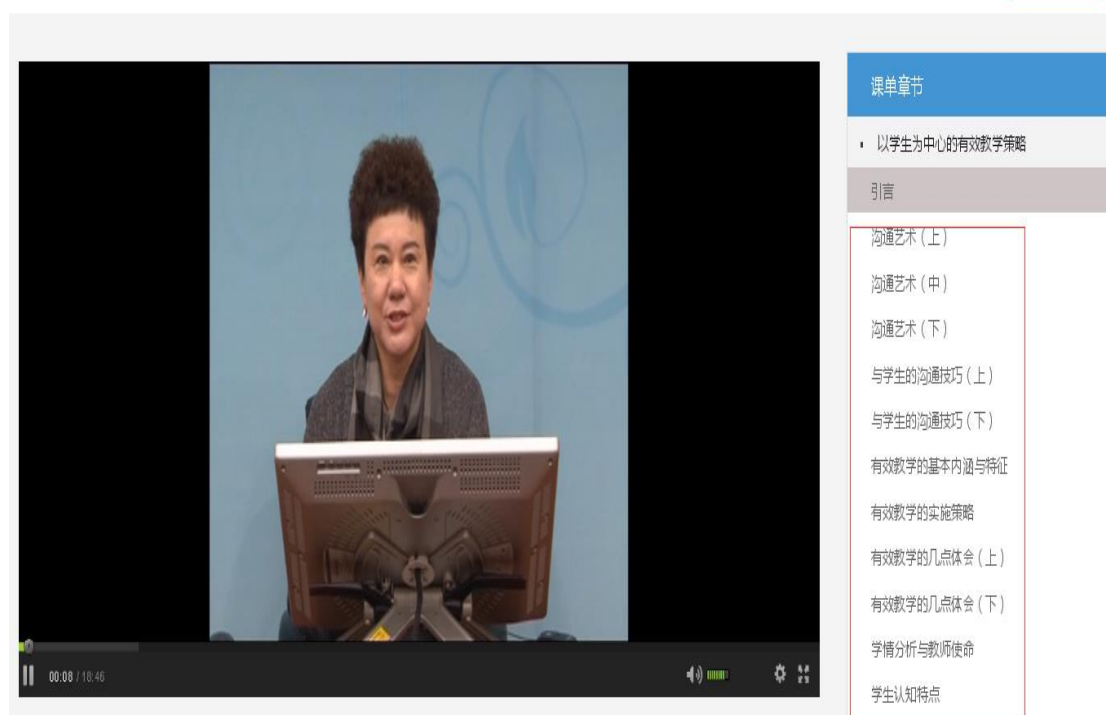 课单章节
以学生为中心的有效教学策略
引言
沟通艺术（上）
沟通艺术（中）
沟通艺术（下）
与学生的沟通技巧（上）
与学生的沟通技巧（下）
有效教学的基本内涵与特征
有效教学的实施策略
有效教学的几点体会（上）
有效教学的几点体会（下）
学情分析与教师使命
学生认知特点
00:08 / 18:46